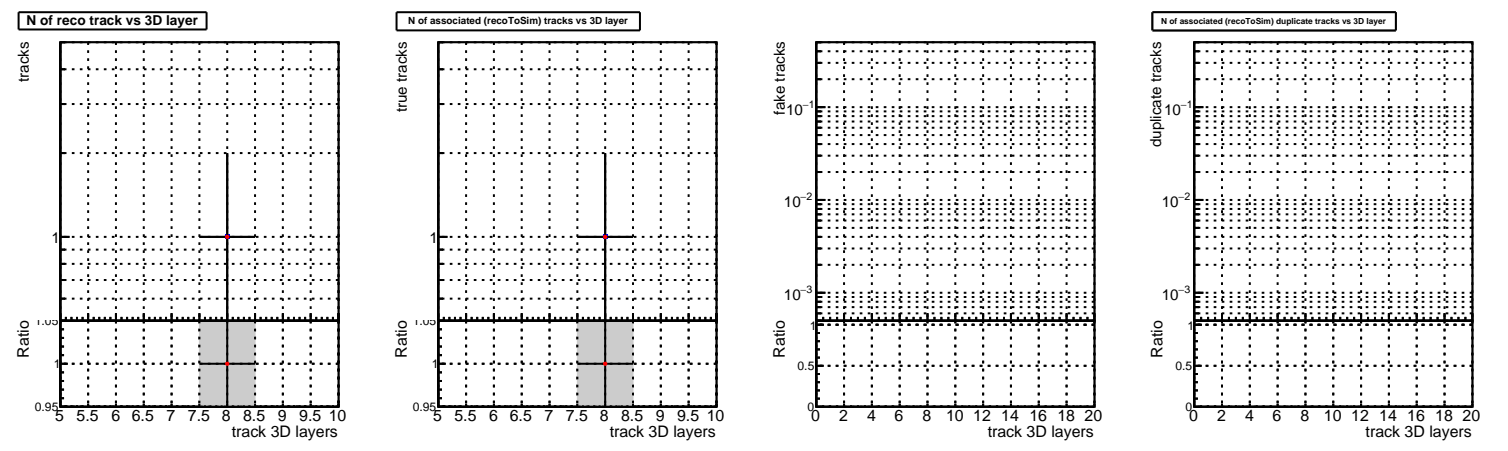 N of reco track vs 3D layer
tracks
1
Ratio
1.05
1
0.95
5 5.5 6 6.5 7 7.5 8 8.5 9 9.5 10
track 3D layers
N of associated (recoToSim) tracks vs 3D layer
true tracks
1
Ratio
1.05
1
0.95
5 5.5 6 6.5 7 7.5 8 8.5 9 9.5 10
track 3D layers
fake tracks
10⁻¹
10⁻²
10⁻³
Ratio
1
0.5
0
0 2 4 6 8 10 12 14 16 18 20
track 3D layers
N of associated (recoToSim) duplicate tracks vs 3D layer
duplicate tracks
10⁻¹
10⁻²
10⁻³
Ratio
1
0.5
0
0 2 4 6 8 10 12 14 16 18 20
track 3D layers